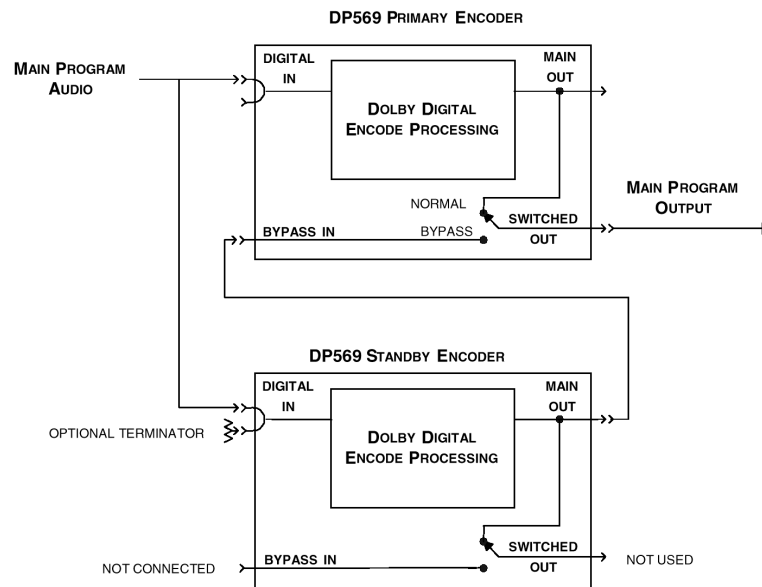 DP569 PRIMARY ENCODER
MAIN PROGRAM
AUDIO
DIGITAL
IN
MAIN
OUT
DOLBY DIGITAL
ENCODE PROCESSING
NORMAL
BYPASS
SWITCHED
OUT
BYPASS IN
MAIN PROGRAM
OUTPUT
DP569 STANDBY ENCODER
DIGITAL
IN
MAIN
OUT
OPTIONAL TERMINATOR
DOLBY DIGITAL
ENCODE PROCESSING
SWITCHED
OUT
NOT CONNECTED
BYPASS IN
NOT USED